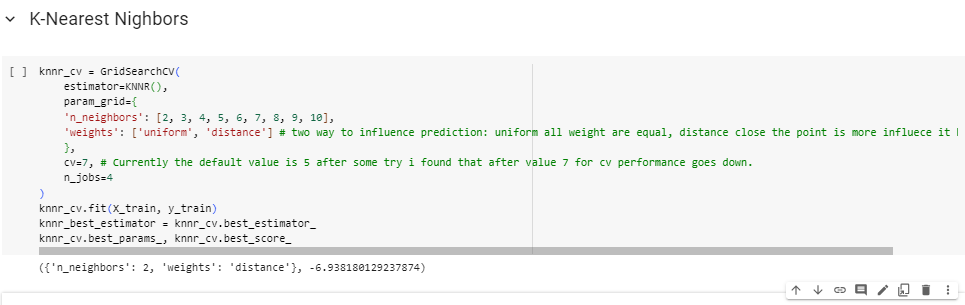 K-Nearest Nighbors
[ ] knnr_cv = GridSearchCV(
estimator=KNNR(),
param_grid={
'n_neighbors': [2, 3, 4, 5, 6, 7, 8, 9, 10],
'weights': ['uniform', 'distance'] # two way to influence prediction: uniform all weight are equal, distance close the point is more influece it
},
cv=7, # Currently the default value is 5 after some try i found that after value 7 for cv performance goes down.
n_jobs=4
)
knnr_cv.fit(X_train, y_train)
knnr_best_estimator = knnr_cv.best_estimator_
knnr_cv.best_params_, knnr_cv.best_score_
({'n_neighbors': 2, 'weights': 'distance'}, -6.938180129237874)